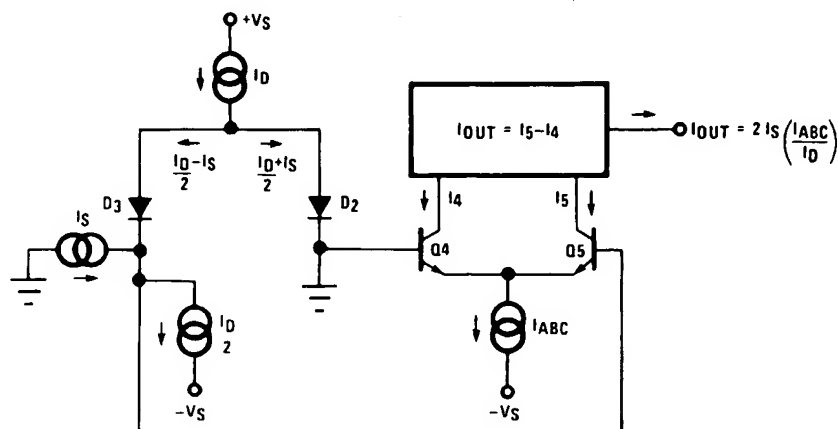 +VS
ID
ID/2 - IS
ID/2 + IS
IOUT = I5-I4
IOUT = 2 IS (IABC/ID)
D3
D2
I4
I5
IS
Q4
Q5
ID
2
IABC
-VS
-VS